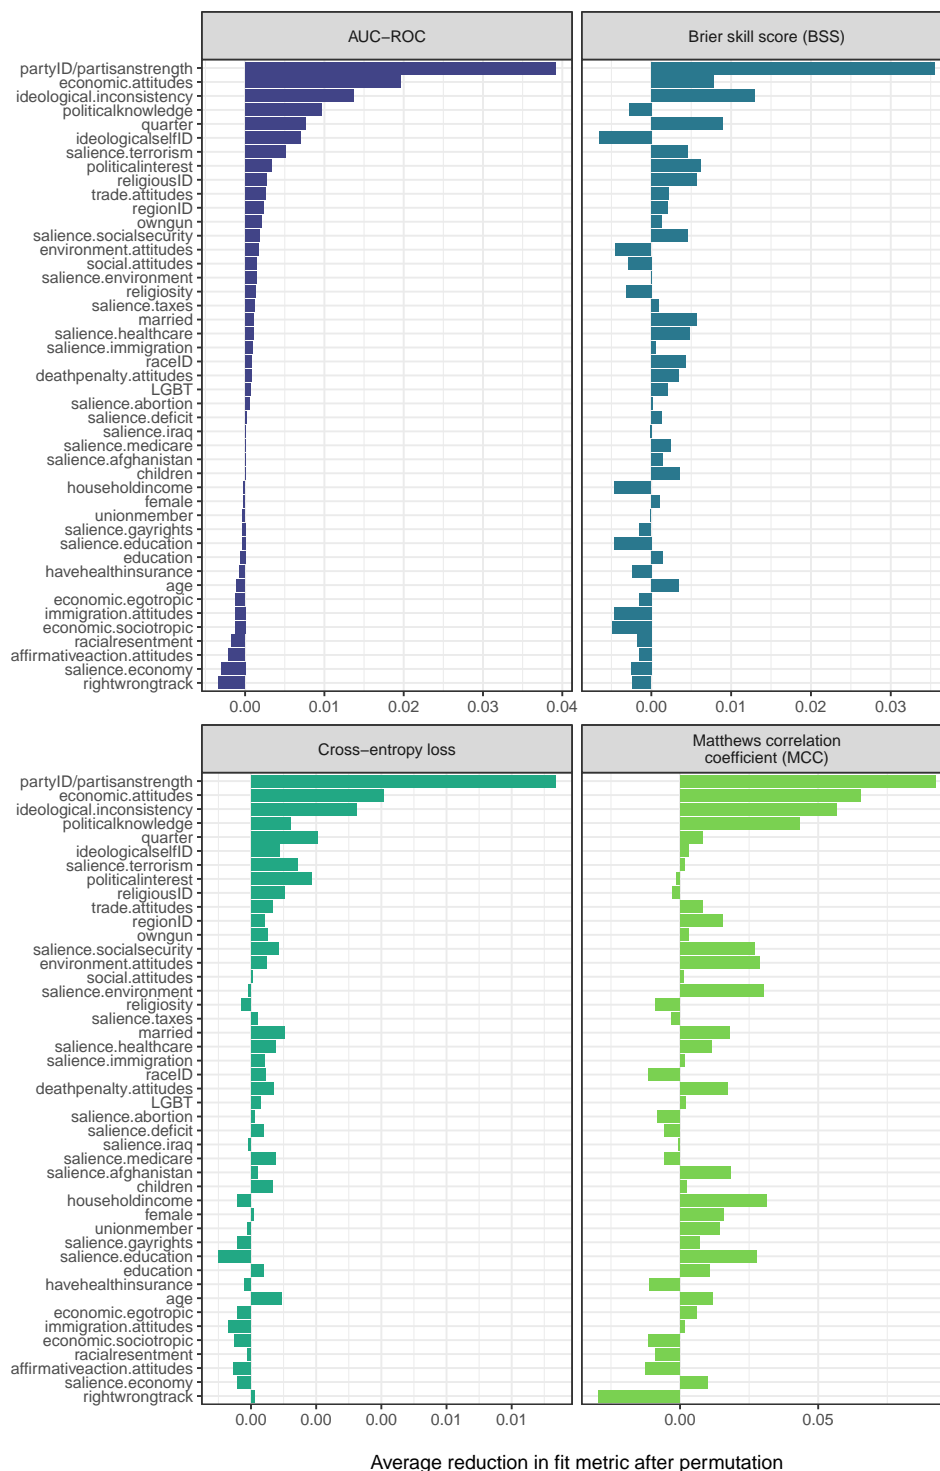 AUC−ROC
Brier skill score (BSS)
partyID/partisanstrength
economic.attitudes
ideological.inconsistency
politicalknowledge
quarter
ideologicalselfID
salience.terrorism
politicalinterest
religiousID
trade.attitudes
regionID
owngun
salience.socialsecurity
environment.attitudes
social.attitudes
salience.environment
religiosity
salience.taxes
married
salience.healthcare
salience.immigration
raceID
deathpenalty.attitudes
LGBT
salience.abortion
salience.deficit
salience.iraq
salience.medicare
salience.afghanistan
children
householdincome
female
unionmember
salience.gayrights
salience.education
education
havehealthinsurance
age
economic.egotropic
immigration.attitudes
economic.sociotropic
racialresentment
affirmativeaction.attitudes
salience.economy
rightwrongtrack
0.00 0.01 0.02 0.03 0.04
0.00 0.01 0.02 0.03
Cross−entropy loss
Matthews correlation
coefficient (MCC)
partyID/partisanstrength
economic.attitudes
ideological.inconsistency
politicalknowledge
quarter
ideologicalselfID
salience.terrorism
politicalinterest
religiousID
trade.attitudes
regionID
owngun
salience.socialsecurity
environment.attitudes
social.attitudes
salience.environment
religiosity
salience.taxes
married
salience.healthcare
salience.immigration
raceID
deathpenalty.attitudes
LGBT
salience.abortion
salience.deficit
salience.iraq
salience.medicare
salience.afghanistan
children
householdincome
female
unionmember
salience.gayrights
salience.education
education
havehealthinsurance
age
economic.egotropic
immigration.attitudes
economic.sociotropic
racialresentment
affirmativeaction.attitudes
salience.economy
rightwrongtrack
0.00 0.00 0.00 0.01 0.01
0.00 0.05
Average reduction in fit metric after permutation